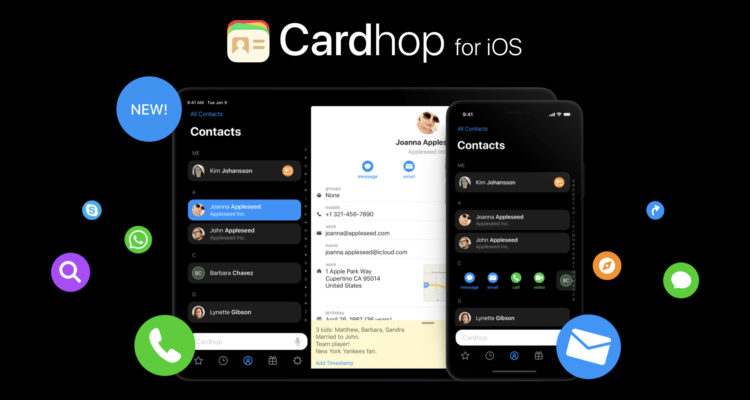 Cardhop for iOS
NEW!
9:41 AM Tue Jan 9
All Contacts
Contacts
ME
Kim Johansson
A
Joanna Appleseed
Appleseed Inc.
John Appleseed
Appleseed Inc.
C
BC Barbara Chavez
G
Lynette Gibson
Cardhop
Joanna Appleseed
Appleseed Inc.
message
email
groups
None
mobile
+1 321-456-7890
work
joanna@appleseed.com
home
joanna.appleseed@icloud.com
work
1 Apple Park Way
Cupertino CA 95014
United States
birthday
April 26, 1982 (36 years)
3 kids: Matthew, Barbara, Sandra
Married to John.
Team player!
New York Yankees fan.
Add Timestamp
9:41
All Contacts
Contacts
ME
Kim Johansson
A
Joanna Appleseed
Appleseed Inc.
John Appleseed
Appleseed Inc.
C
message
email
call
video
BC
G
Lynette Gibson
Cardhop